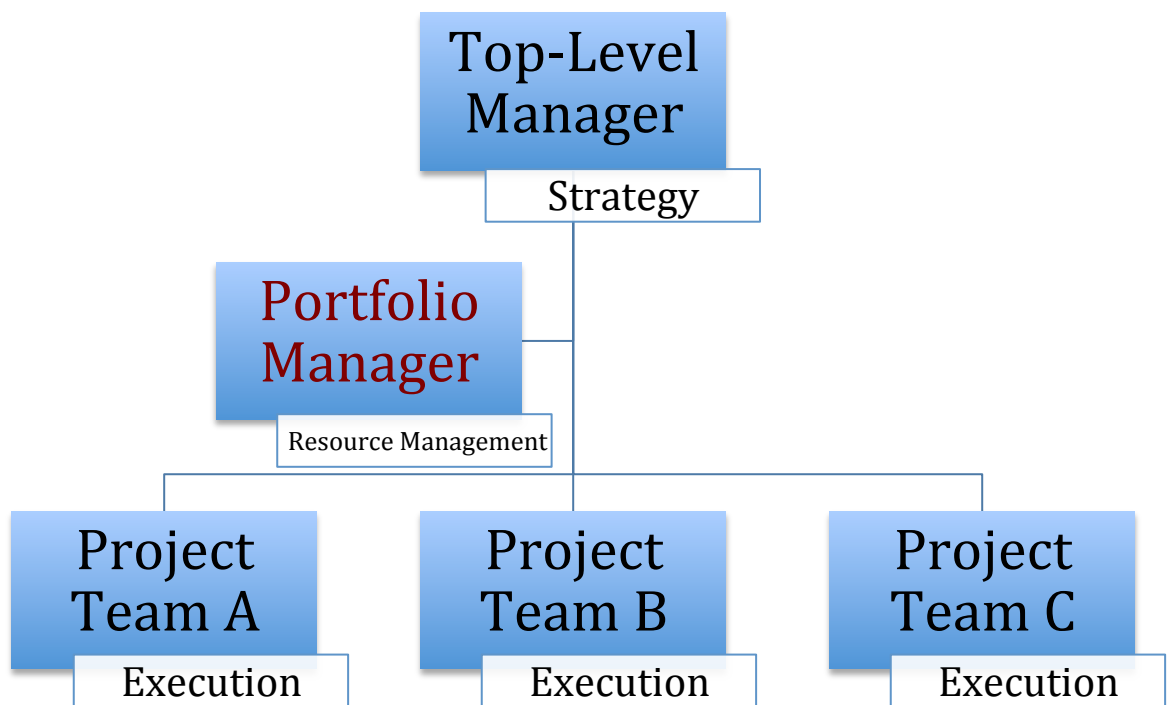 Top-Level
Manager
Strategy
Portfolio
Manager
Resource Management
Project
Team A
Execution
Project
Team B
Execution
Project
Team C
Execution